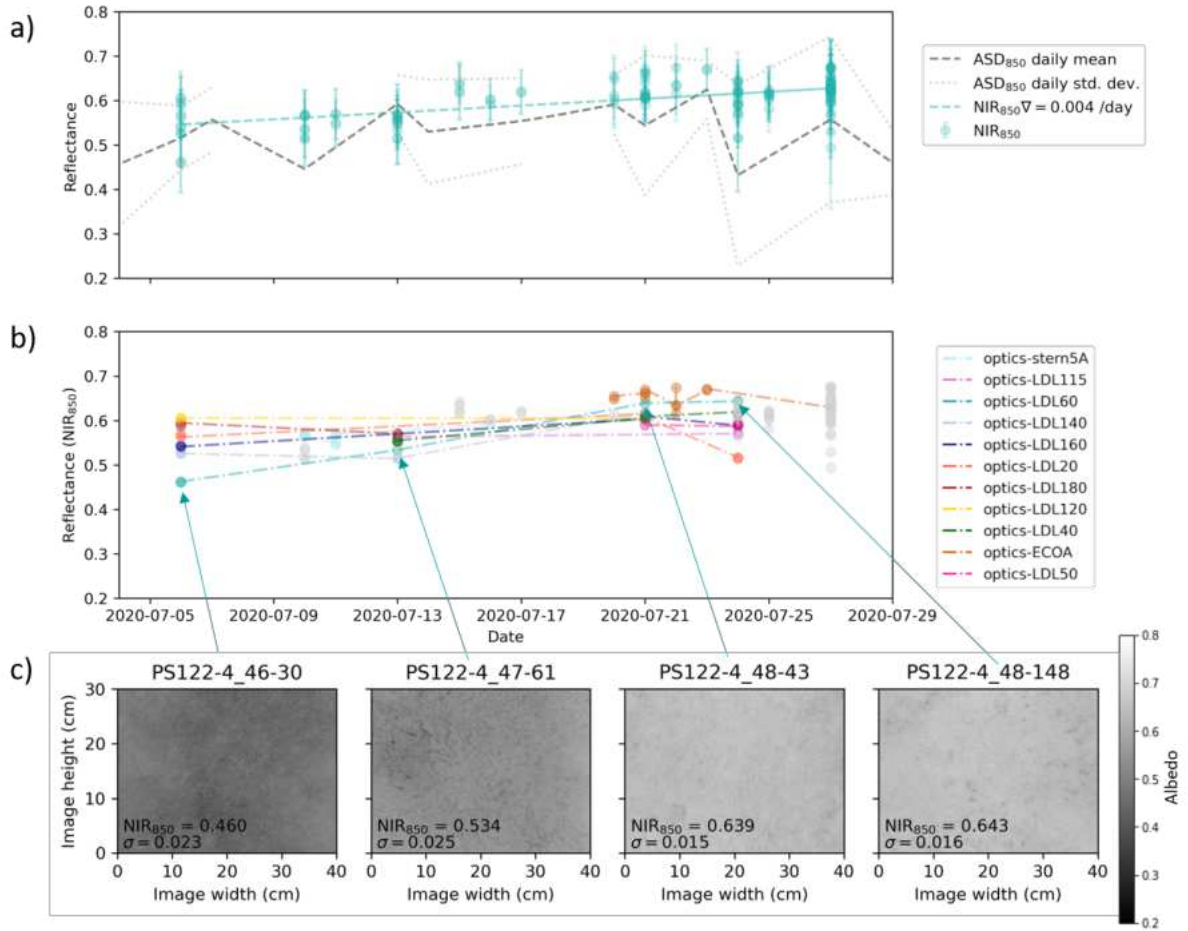 a)
0.8
0.7
0.6
0.5
0.4
0.3
0.2
Reflectance
ASD₈₅₀ daily mean
ASD₈₅₀ daily std. dev.
NIR₈₅₀∇ = 0.004 /day
NIR₈₅₀
b)
0.8
0.7
0.6
0.5
0.4
0.3
0.2
Reflectance (NIR₈₅₀)
2020-07-05 2020-07-09 2020-07-13 2020-07-17 2020-07-21 2020-07-25 2020-07-29
Date
optics-stern5A
optics-LDL115
optics-LDL60
optics-LDL140
optics-LDL160
optics-LDL20
optics-LDL180
optics-LDL120
optics-LDL40
optics-ECOA
optics-LDL50
c)
PS122-4_46-30 PS122-4_47-61 PS122-4_48-43 PS122-4_48-148
30
20
10
0
Image height (cm)
NIR₈₅₀ = 0.460
σ = 0.023
NIR₈₅₀ = 0.534
σ = 0.025
NIR₈₅₀ = 0.639
σ = 0.015
NIR₈₅₀ = 0.643
σ = 0.016
0 10 20 30 40 0 10 20 30 40 0 10 20 30 40 0 10 20 30 40
Image width (cm) Image width (cm) Image width (cm) Image width (cm)
0.8
0.7
0.6
0.5
0.4
0.3
0.2
Albedo